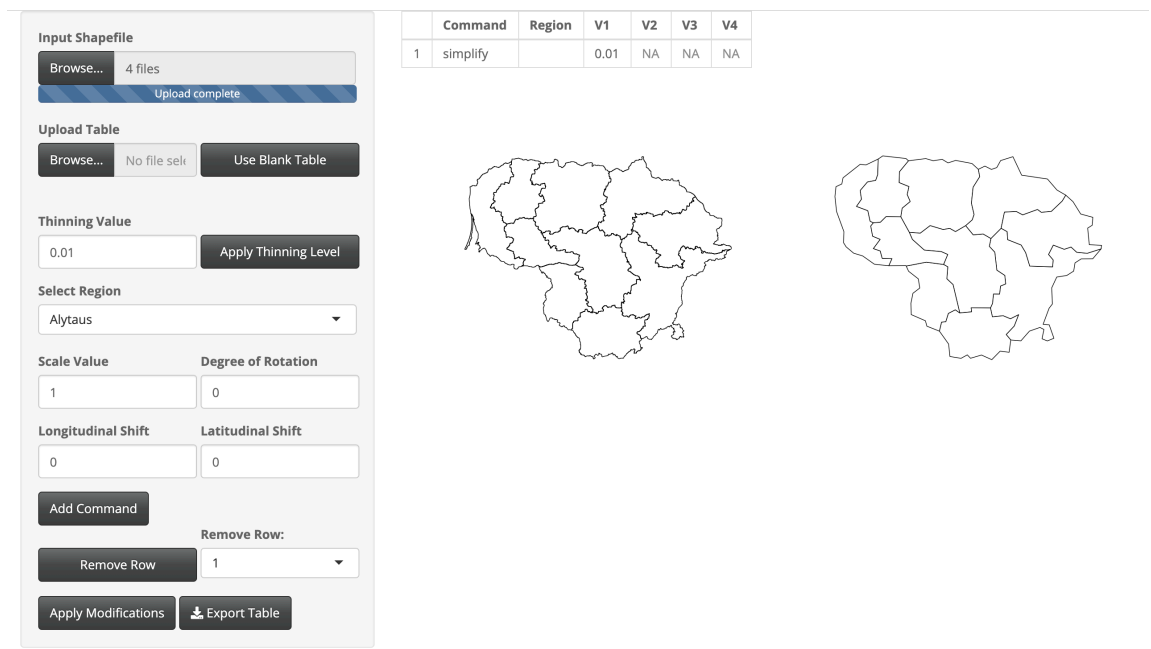 Input Shapefile
Browse... 4 files
Upload complete
Upload Table
Browse... No file sele Use Blank Table
Thinning Value
0.01 Apply Thinning Level
Select Region
Alytaus
Scale Value Degree of Rotation
1 0
Longitudinal Shift Latitudinal Shift
0 0
Add Command
Remove Row:
Remove Row 1
Apply Modifications Export Table
Command Region V1 V2 V3 V4
1 simplify 0.01 NA NA NA